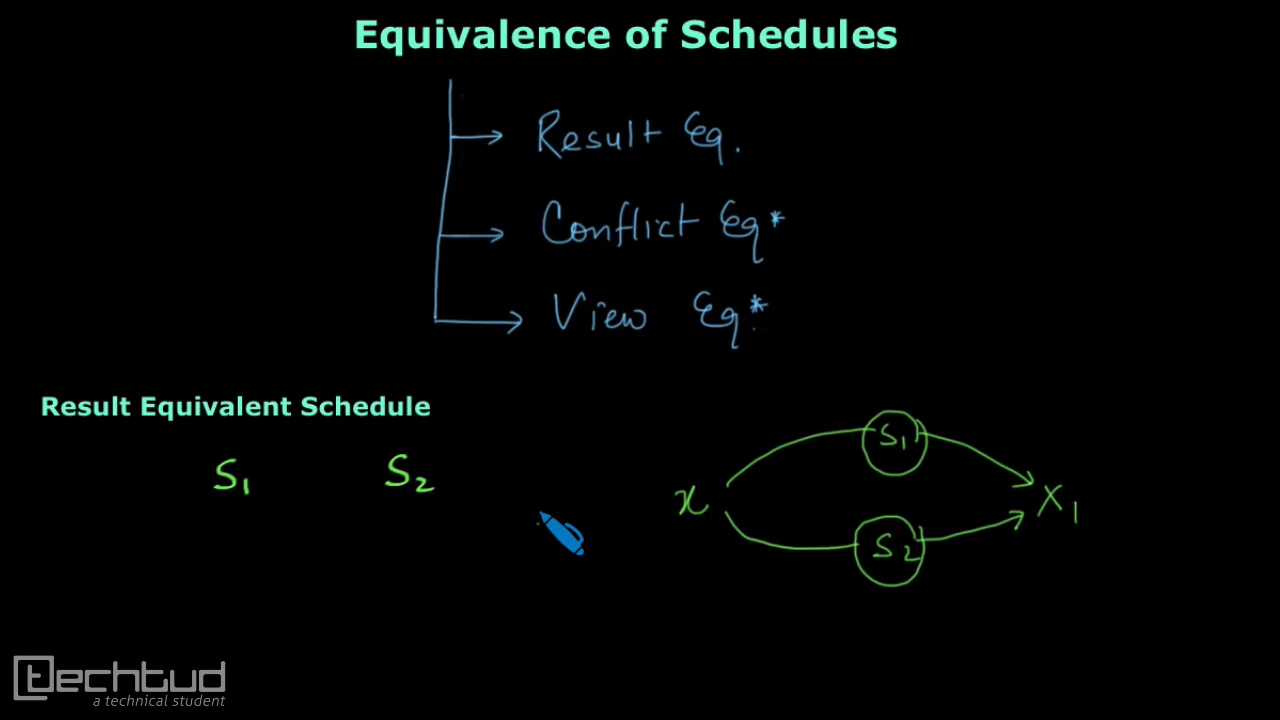 Equivalence of Schedules
Result Eq.
Conflict Eq*
View Eq*
Result Equivalent Schedule
S1 S2
x S1 S2 X1
techtud
a technical student